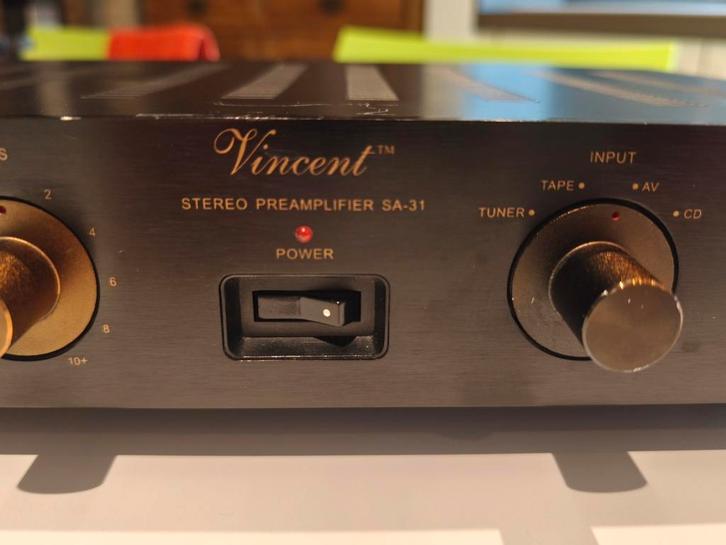 Vincent™
STEREO PREAMPLIFIER SA-31
POWER
S
2
4
6
8
10+
INPUT
TAPE
AV
TUNER
CD